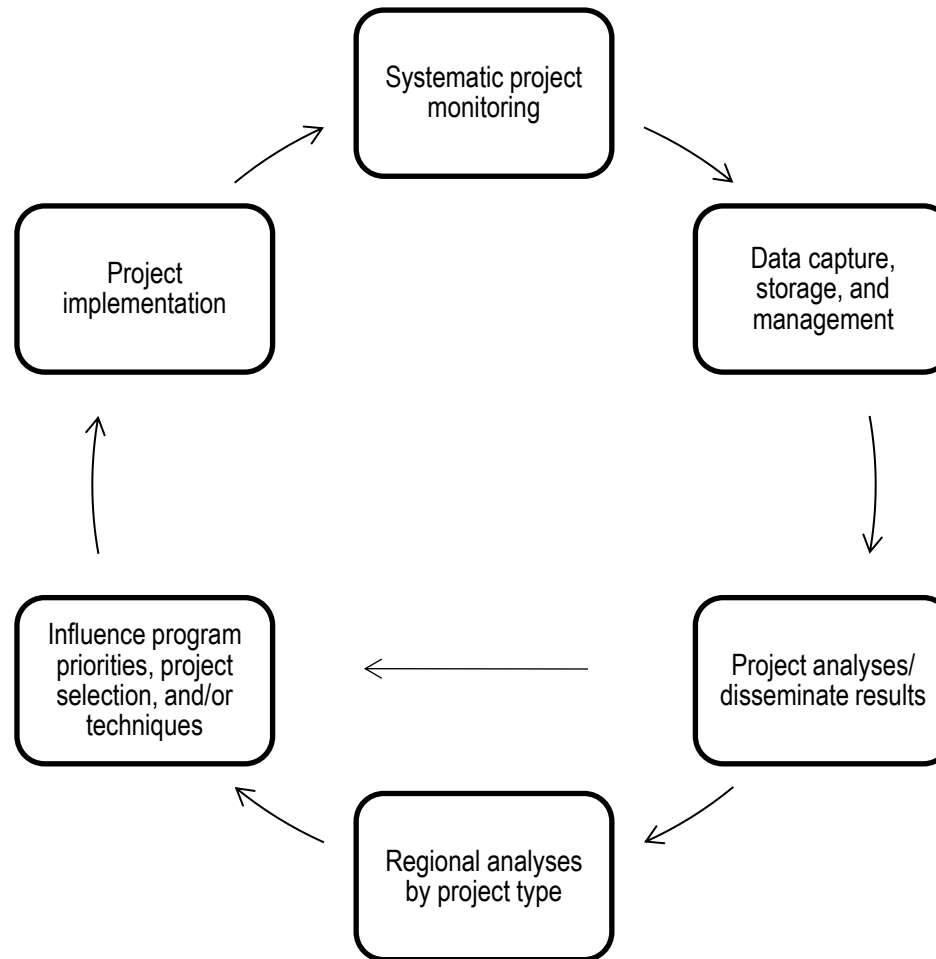 Systematic project
monitoring
Project
implementation
Data capture,
storage, and
management
Influence program
priorities, project
selection, and/or
techniques
Project analyses/
disseminate results
Regional analyses
by project type